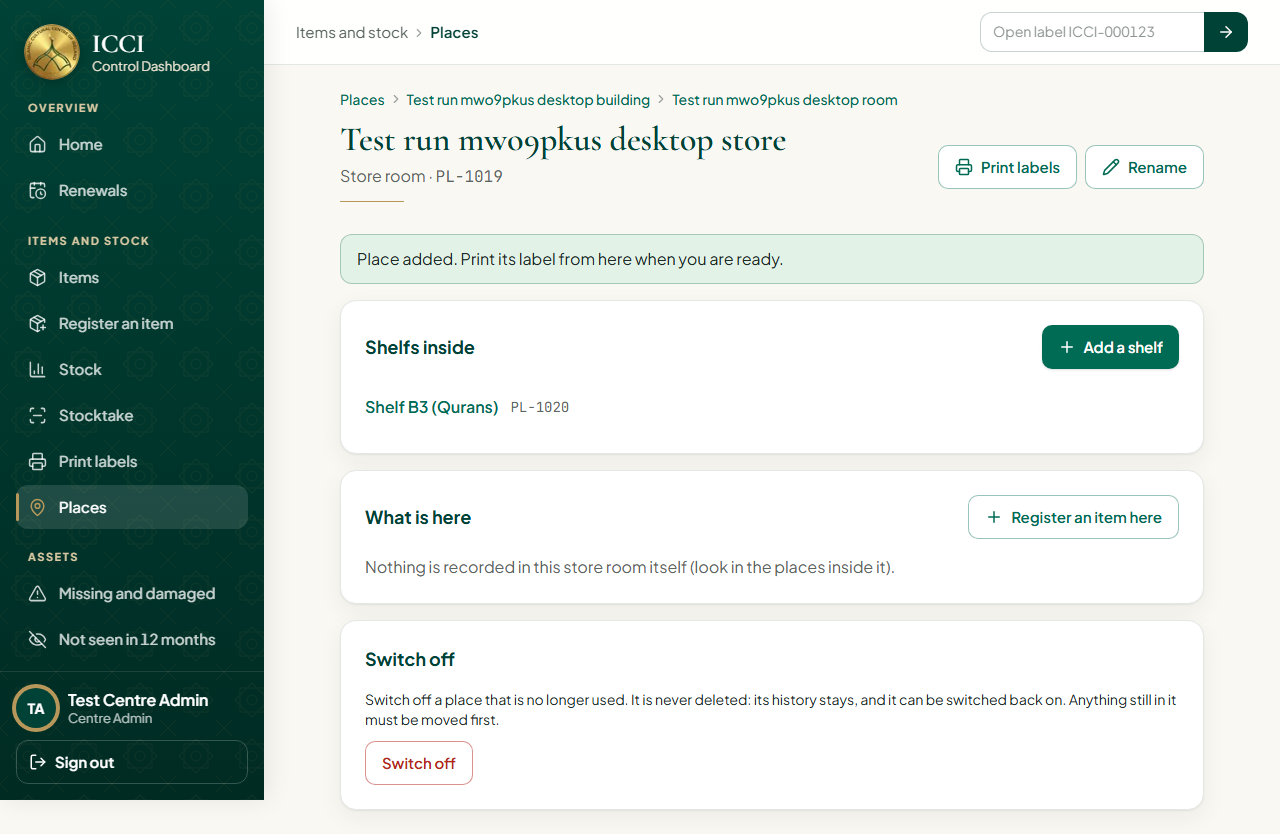 ICCI
Control Dashboard
OVERVIEW
Home
Renewals
ITEMS AND STOCK
Items
Register an item
Stock
Stocktake
Print labels
Places
ASSETS
Missing and damaged
Not seen in 12 months
TA
Test Centre Admin
Centre Admin
Sign out
Items and stock > Places
Open label ICCI-000123
Places > Test run mwo9pkus desktop building > Test run mwo9pkus desktop room
Test run mwo9pkus desktop store
Store room · PL-1019
Print labels
Rename
Place added. Print its label from here when you are ready.
Shelfs inside
Add a shelf
Shelf B3 (Qurans) PL-1020
What is here
Register an item here
Nothing is recorded in this store room itself (look in the places inside it).
Switch off
Switch off a place that is no longer used. It is never deleted: its history stays, and it can be switched back on. Anything still in it
must be moved first.
Switch off